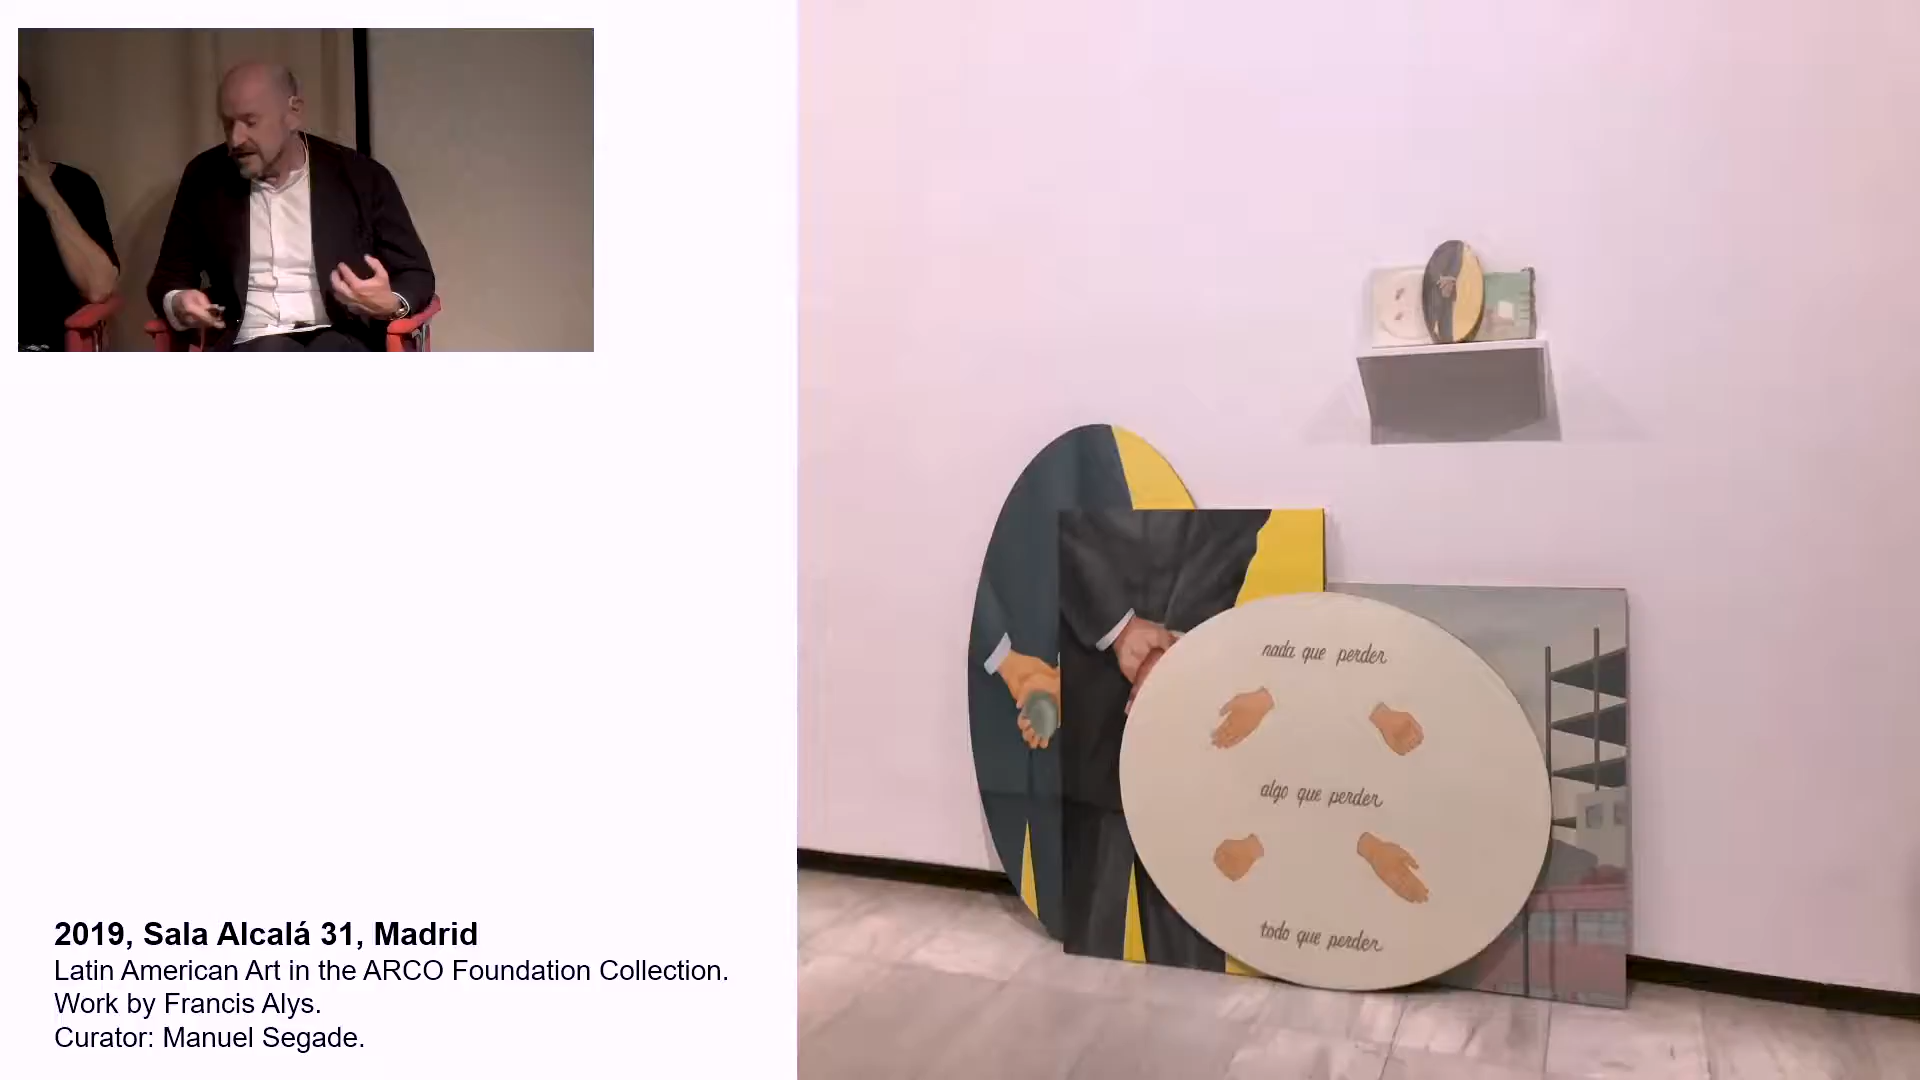 nada que perder
algo que perder
todo que perder
2019, Sala Alcalá 31, Madrid
Latin American Art in the ARCO Foundation Collection.
Work by Francis Alys.
Curator: Manuel Segade.